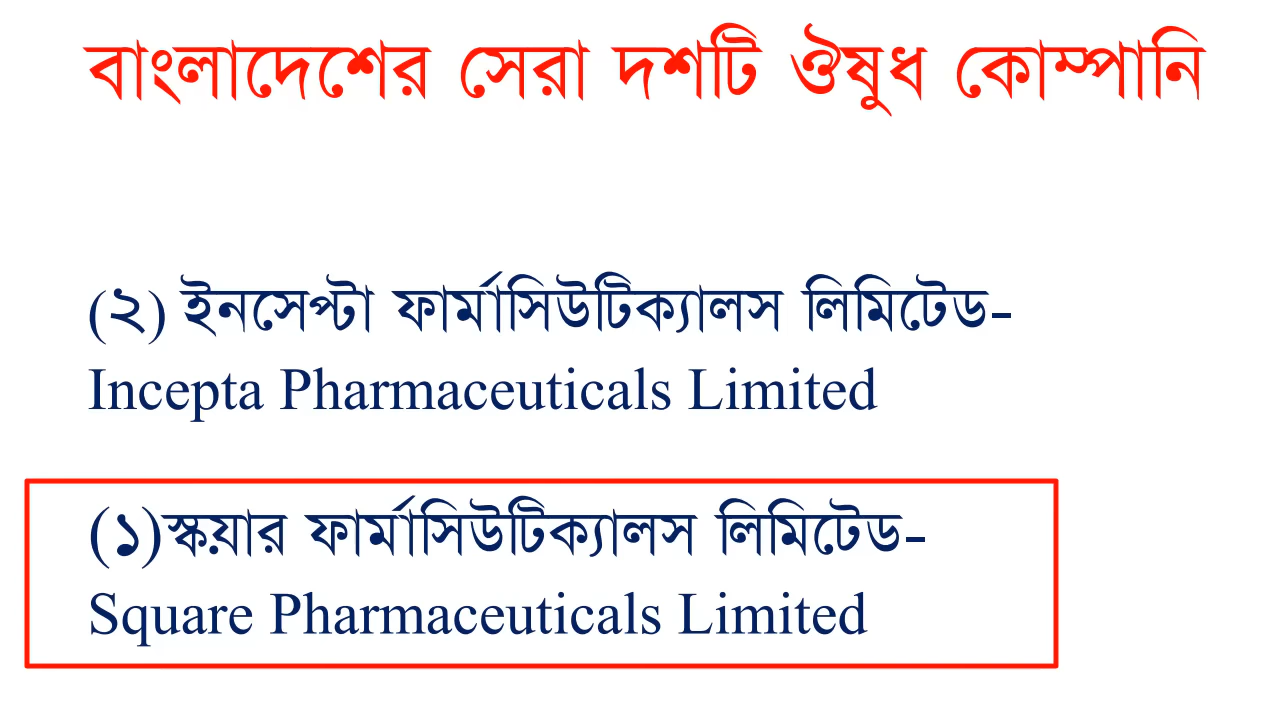 বাংলাদেশের সেরা দশটি ঔষুধ কোম্পানি
(২) ইনসেপ্টা ফার্মাসিউটিক্যালস লিমিটেড-
Incepta Pharmaceuticals Limited
(১)স্কয়ার ফার্মাসিউটিক্যালস লিমিটেড-
Square Pharmaceuticals Limited